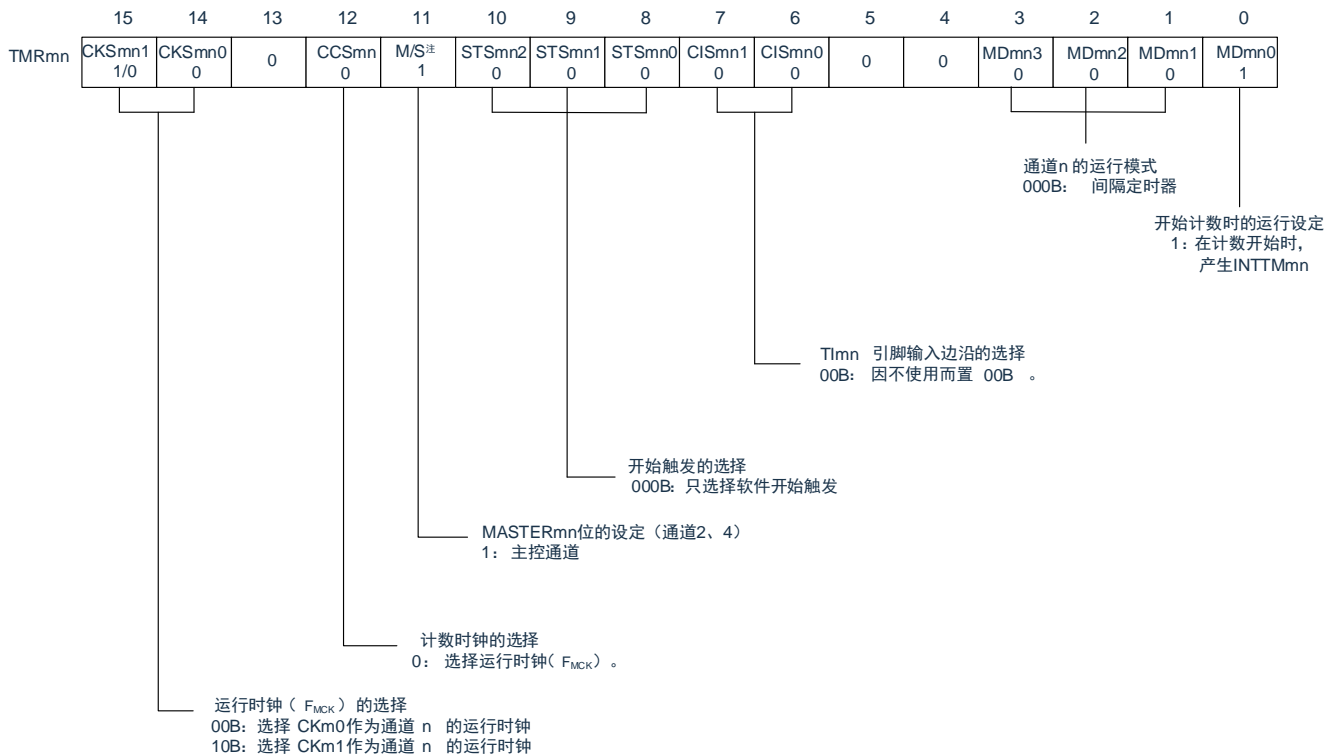 15 14 13 12 11 10 9 8 7 6 5 4 3 2 1 0
TMRmn
CKSmn1 CKSmn0 0 CCSmn M/S注 STSmn2 STSmn1 STSmn0 CISmn1 CISmn0 0 0 MDmn3 MDmn2 MDmn1 MDmn0
1/0 0 0 1 0 0 0 0 0 0 0 0 1
通道n 的运行模式
000B： 间隔定时器
开始计数时的运行设定
1：在计数开始时，
产生INTTMmn
TImn 引脚输入边沿的选择
00B： 因不使用而置 00B 。
开始触发的选择
000B：只选择软件开始触发
MASTERmn位的设定（通道2、4）
1：主控通道
计数时钟的选择
0： 选择运行时钟（FMCK）。
运行时钟（FMCK）的选择
00B：选择 CKm0作为通道 n 的运行时钟
10B：选择 CKm1作为通道 n 的运行时钟